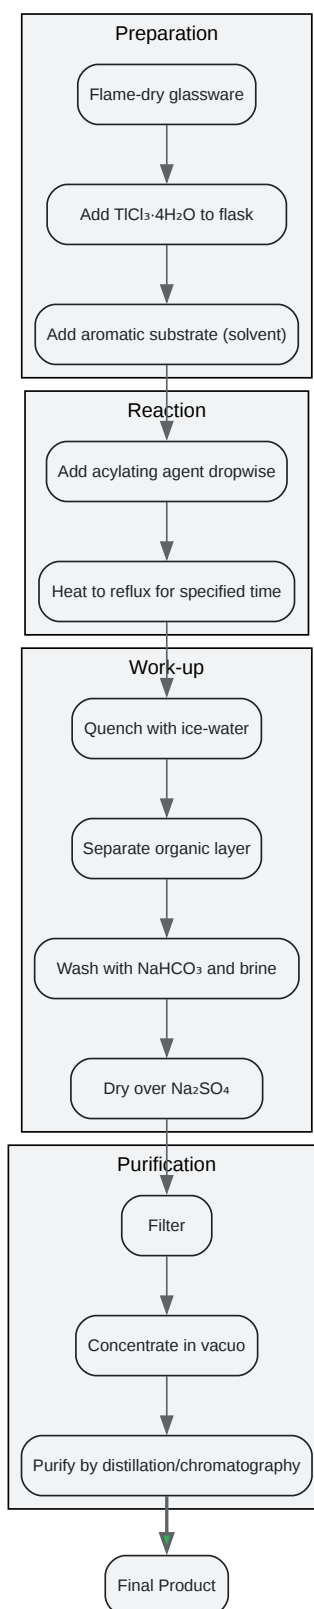 Preparation
Flame-dry glassware
Add TlCl₃·4H₂O to flask
Add aromatic substrate (solvent)
Reaction
Add acylating agent dropwise
Heat to reflux for specified time
Work-up
Quench with ice-water
Separate organic layer
Wash with NaHCO₃ and brine
Dry over Na₂SO₄
Purification
Filter
Concentrate in vacuo
Purify by distillation/chromatography
Final Product